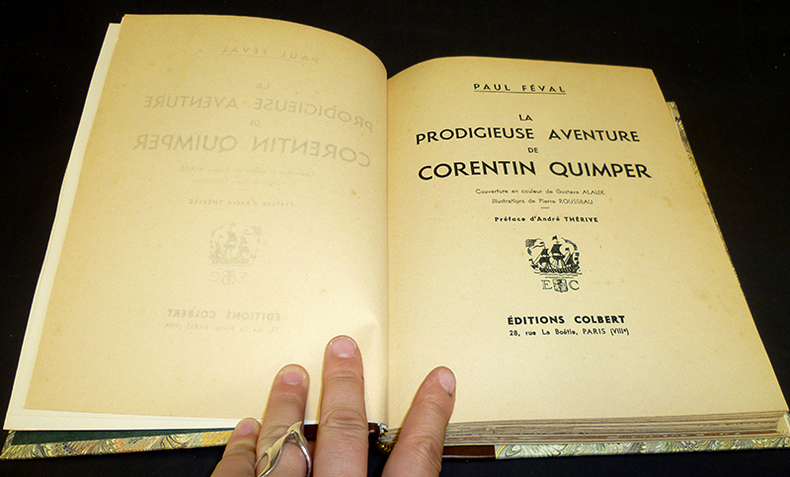 PAUL FÉVAL
LA
PRODIGIEUSE AVENTURE
DE
CORENTIN QUIMPER
Couverture en couleur de Gustave ALAUX
Illustrations de Pierre ROUSSEAU
Préface d'André THÉRIVE
E C
ÉDITIONS COLBERT
28, rue La Boétie, PARIS (VIIIe)